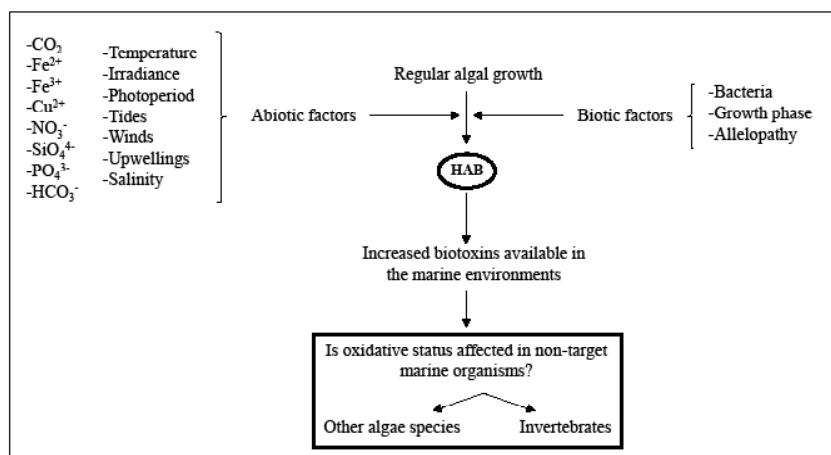 -CO₂
-Fe²⁺
-Fe³⁺
-Cu²⁺
-NO₃⁻
-SiO₄⁴⁻
-PO₄³⁻
-HCO₃⁻
-Temperature
-Irradiance
-Photoperiod
-Tides
-Winds
-Upwellings
-Salinity
Abiotic factors
Regular algal growth
Biotic factors
-Bacteria
-Growth phase
-Allelopathy
HAB
Increased biotoxins available in
the marine environments
Is oxidative status affected in non-target
marine organisms?
Other algae species
Invertebrates